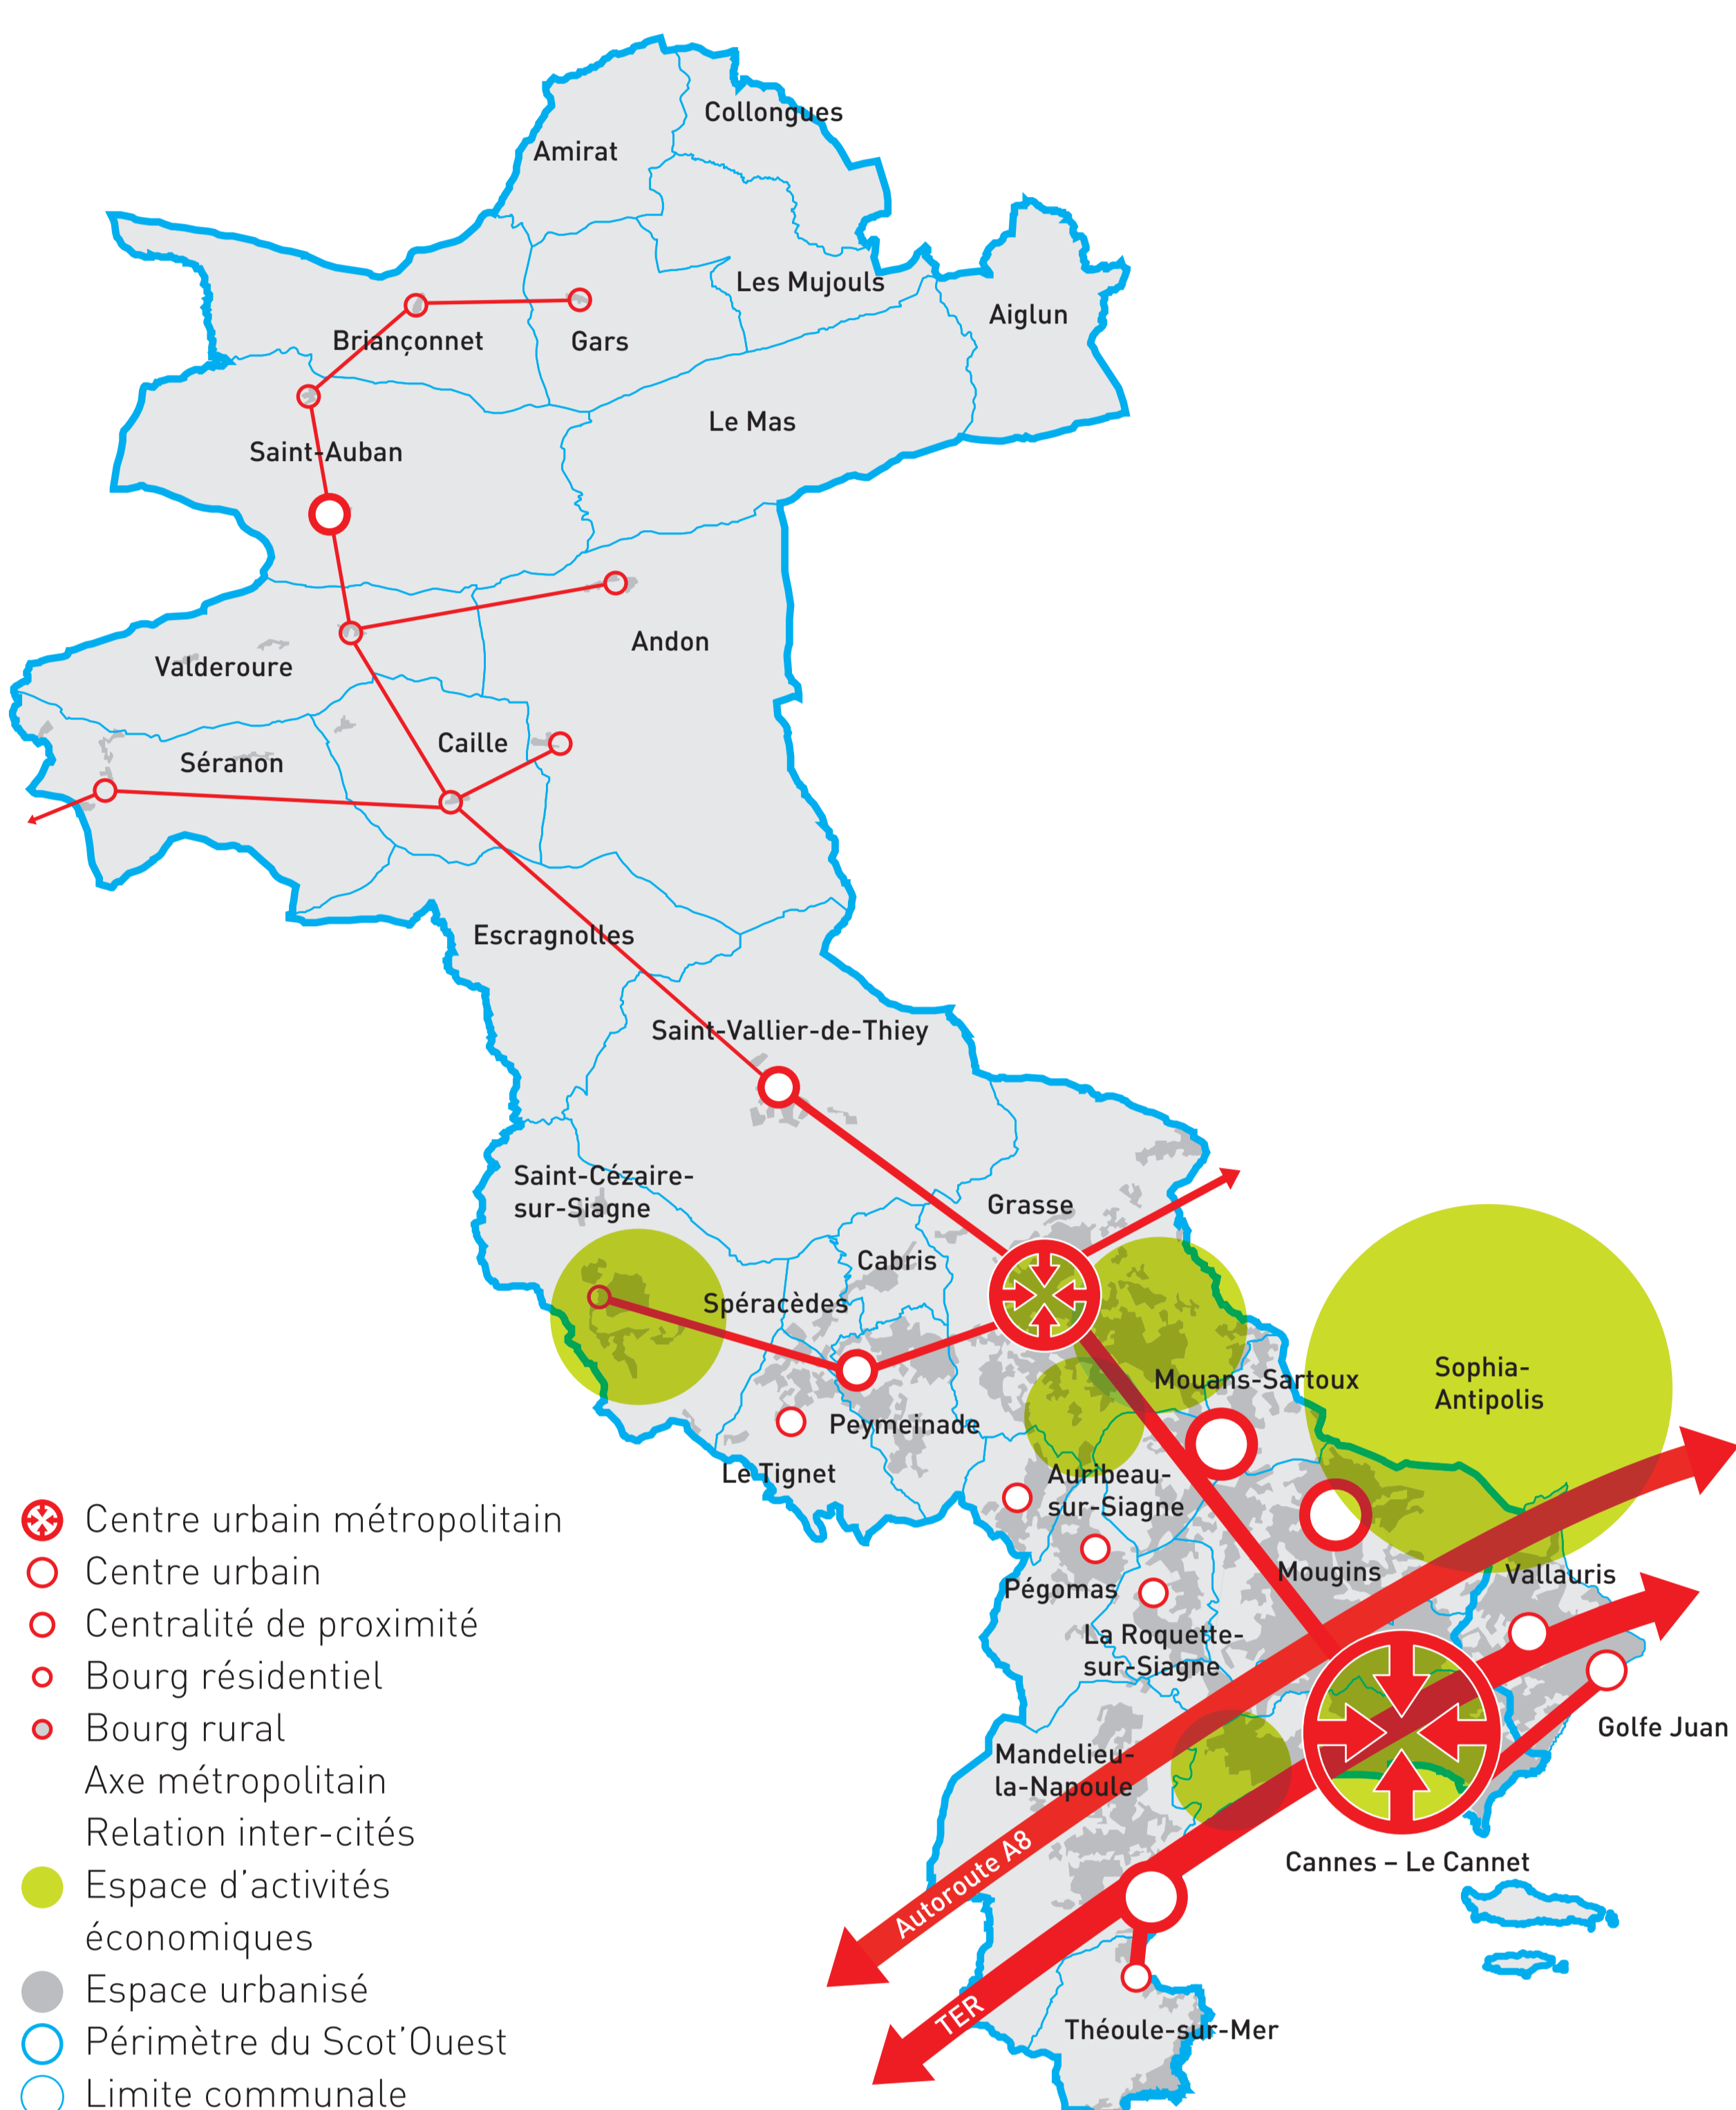 Collongues
Amirat
Les Mujouls
Aiglun
Briançonnet
Gars
Le Mas
Saint-Auban
Andon
Valderoure
Caille
Séranon
Escragnolles
Saint-Vallier-de-Thiey
Saint-Cézaire-
sur-Siagne
Grasse
Cabris
Spéracèdes
Sophia-
Antipolis
Mouans-Sartoux
Peymeinade
Le Tignet
Auribeau-
sur-Siagne
Mougins
Vallauris
Pégomas
La Roquette-
sur-Siagne
Golfe Juan
Mandelieu-
la-Napoule
Cannes – Le Cannet
Autoroute A8
TER
Théoule-sur-Mer
Centre urbain métropolitain
Centre urbain
Centralité de proximité
Bourg résidentiel
Bourg rural
Axe métropolitain
Relation inter-cités
Espace d'activités
économiques
Espace urbanisé
Périmètre du Scot'Ouest
Limite communale